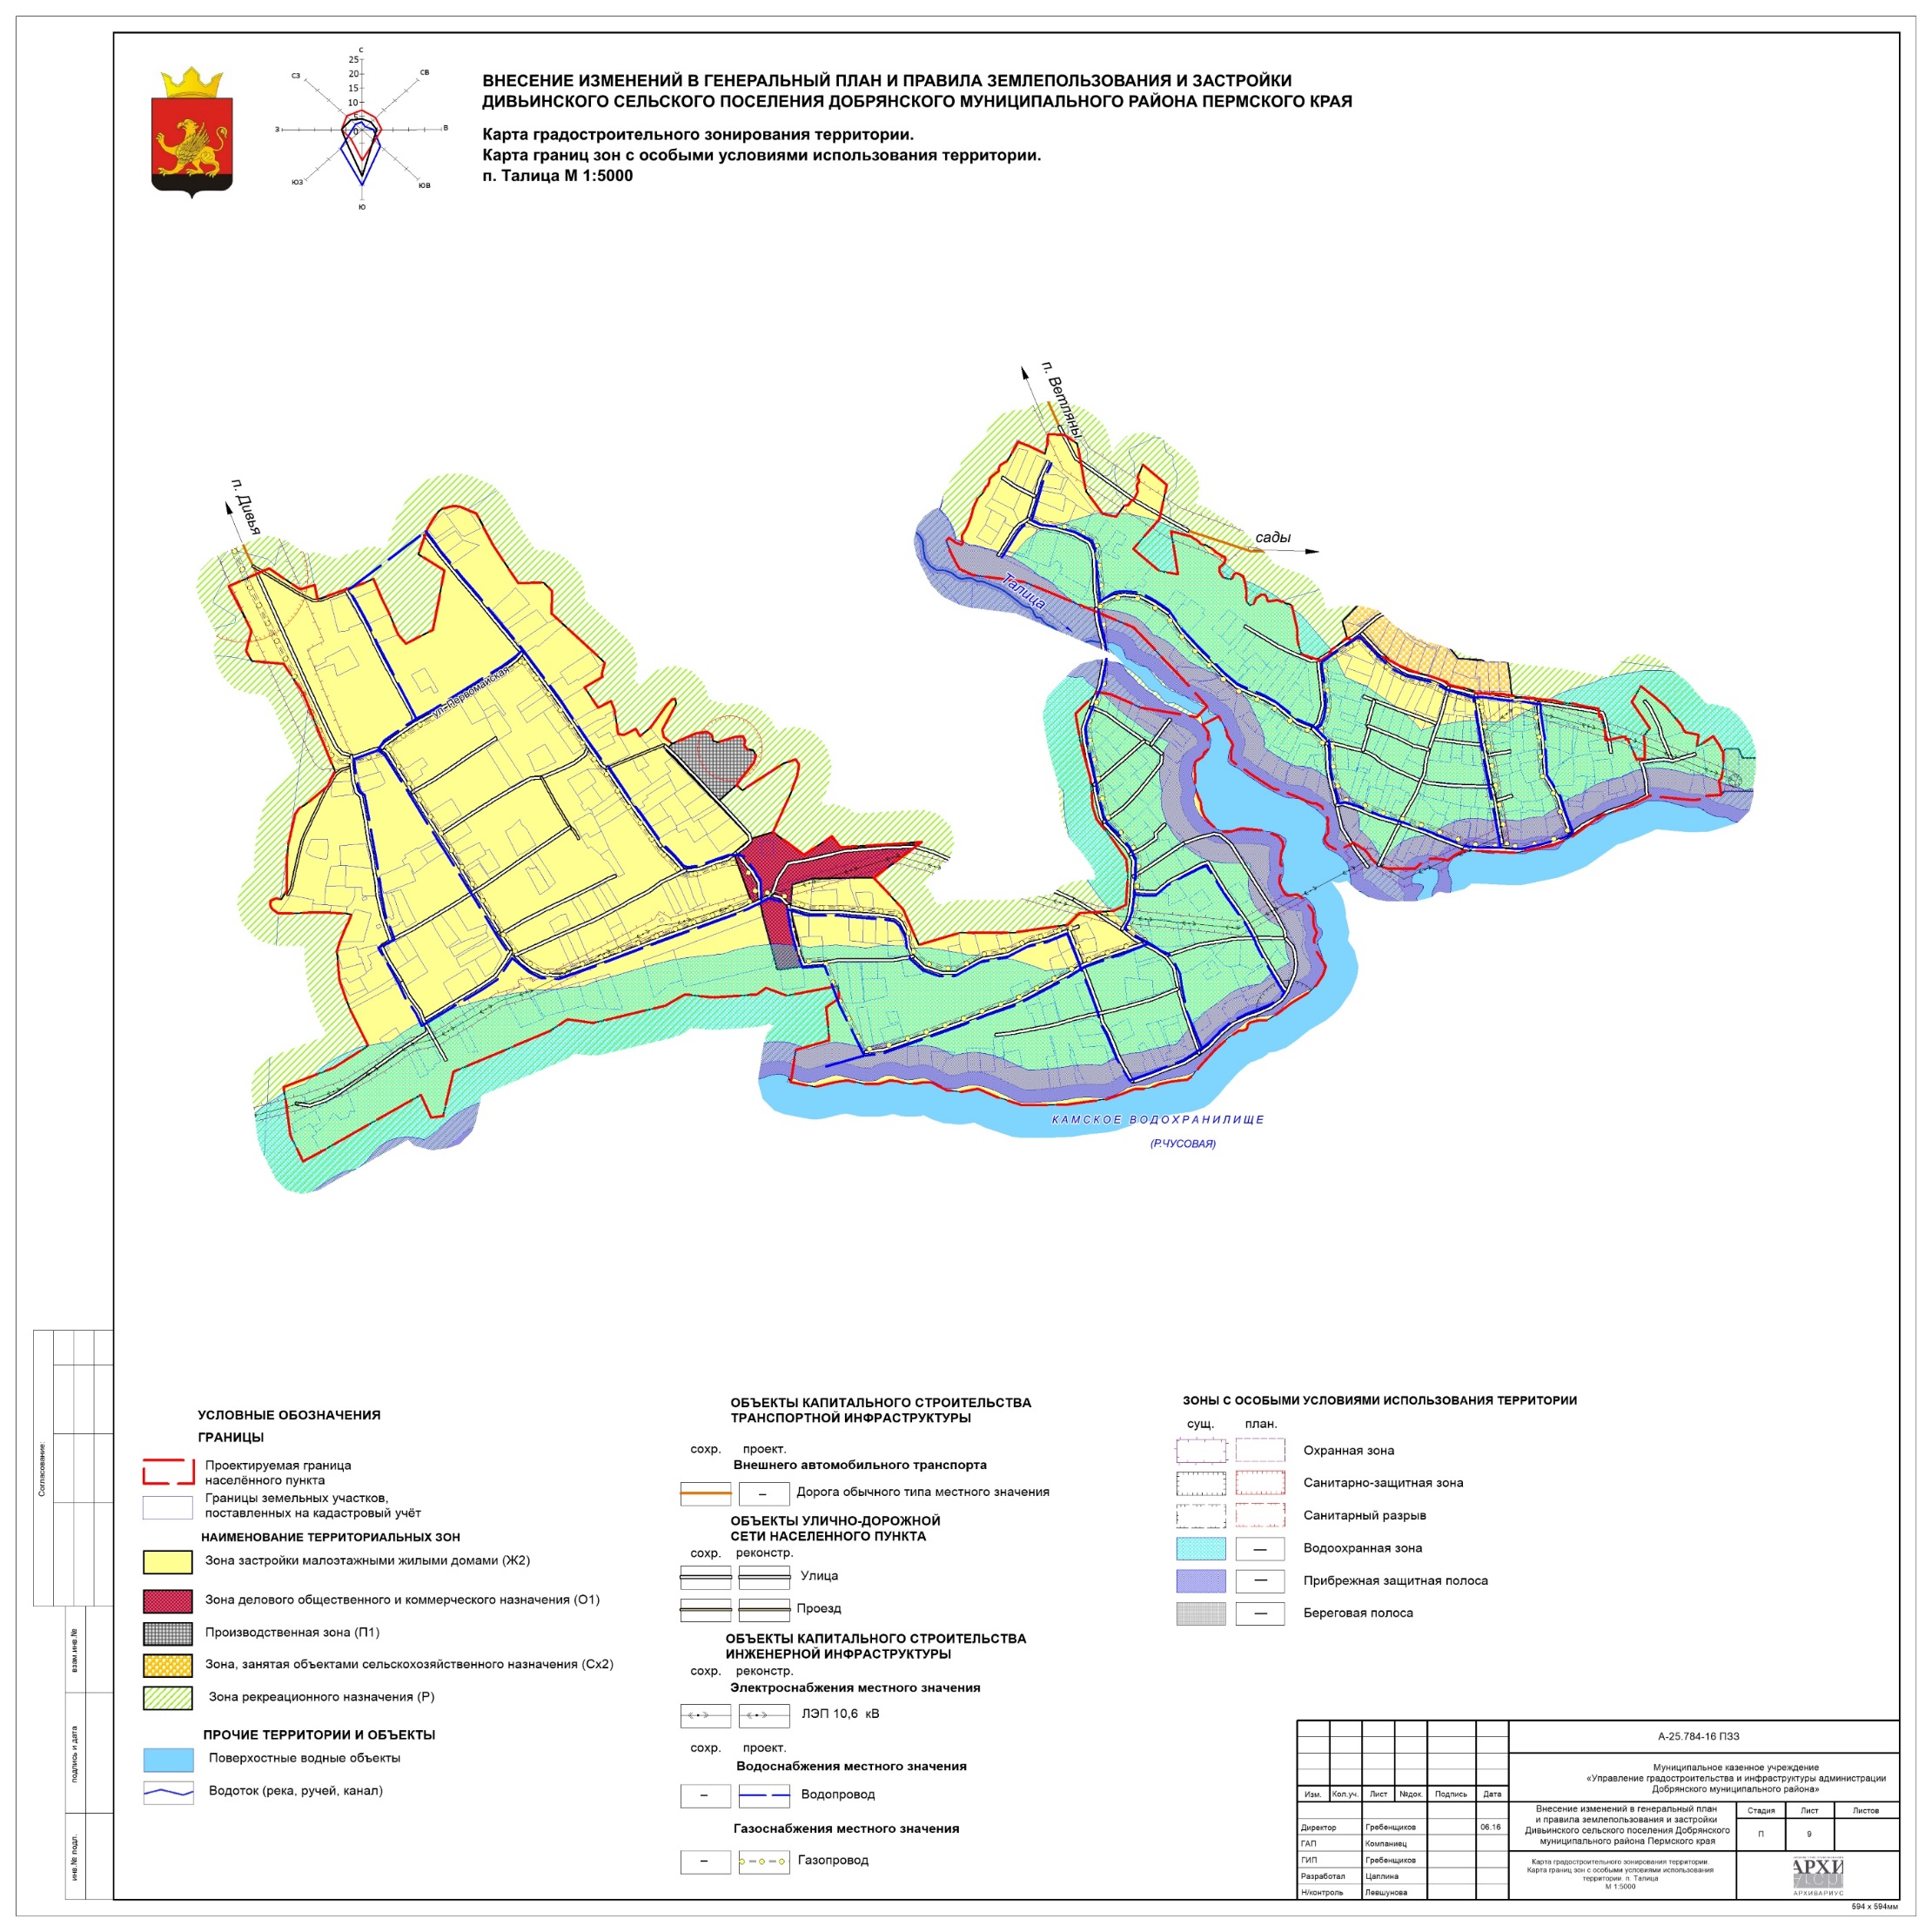 С
25
20
15
10
5
0
СЗ
СВ
З
В
ЮЗ
ЮВ
Ю
ВНЕСЕНИЕ ИЗМЕНЕНИЙ В ГЕНЕРАЛЬНЫЙ ПЛАН И ПРАВИЛА ЗЕМЛЕПОЛЬЗОВАНИЯ И ЗАСТРОЙКИ
ДИВЬИНСКОГО СЕЛЬСКОГО ПОСЕЛЕНИЯ ДОБРЯНСКОГО МУНИЦИПАЛЬНОГО РАЙОНА ПЕРМСКОГО КРАЯ
Карта градостроительного зонирования территории.
Карта границ зон с особыми условиями использования территории.
п. Талица М 1:5000
п. Ветляны
п. Дивья
сады
Талица
ул. Первомайская
КАМСКОЕ ВОДОХРАНИЛИЩЕ
(Р.ЧУСОВАЯ)
Согласование:
взам.инв.№
подпись и дата
инв.№ подл.
УСЛОВНЫЕ ОБОЗНАЧЕНИЯ
ГРАНИЦЫ
Проектируемая граница
населённого пункта
Границы земельных участков,
поставленных на кадастровый учёт
НАИМЕНОВАНИЕ ТЕРРИТОРИАЛЬНЫХ ЗОН
Зона застройки малоэтажными жилыми домами (Ж2)
Зона делового общественного и коммерческого назначения (О1)
Производственная зона (П1)
Зона, занятая объектами сельскохозяйственного назначения (Сх2)
Зона рекреационного назначения (Р)
ПРОЧИЕ ТЕРРИТОРИИ И ОБЪЕКТЫ
Поверхостные водные объекты
Водоток (река, ручей, канал)
ОБЪЕКТЫ КАПИТАЛЬНОГО СТРОИТЕЛЬСТВА
ТРАНСПОРТНОЙ ИНФРАСТРУКТУРЫ
сохр. проект.
Внешнего автомобильного транспорта
Дорога обычного типа местного значения
ОБЪЕКТЫ УЛИЧНО-ДОРОЖНОЙ
СЕТИ НАСЕЛЕННОГО ПУНКТА
сохр. реконстр.
Улица
Проезд
ОБЪЕКТЫ КАПИТАЛЬНОГО СТРОИТЕЛЬСТВА
ИНЖЕНЕРНОЙ ИНФРАСТРУКТУРЫ
сохр. реконстр.
Электроснабжения местного значения
ЛЭП 10,6 кВ
сохр. проект.
Водоснабжения местного значения
Водопровод
Газоснабжения местного значения
Газопровод
ЗОНЫ С ОСОБЫМИ УСЛОВИЯМИ ИСПОЛЬЗОВАНИЯ ТЕРРИТОРИИ
сущ. план.
Охранная зона
Санитарно-защитная зона
Санитарный разрыв
Водоохранная зона
Прибрежная защитная полоса
Береговая полоса
А-25.784-16 ПЗЗ
Муниципальное казенное учреждение
«Управление градостроительства и инфраструктуры администрации
Добрянского муниципального района»
Изм. Кол.уч. Лист №док. Подпись Дата
Внесение изменений в генеральный план
и правила землепользования и застройки
Дивьинского сельского поселения Добрянского
муниципального района Пермского края
Стадия Лист Листов
П 9
Директор Гребенщиков 06.16
ГАП Компаниец
ГИП Гребенщиков
Разработал Цаплина
Н/контроль Левшунова
Карта градостроительного зонирования территории.
Карта границ зон с особыми условиями использования
территории. п. Талица
М 1:5000
АРХИ
АРХИВАРИУС
594 x 594мм